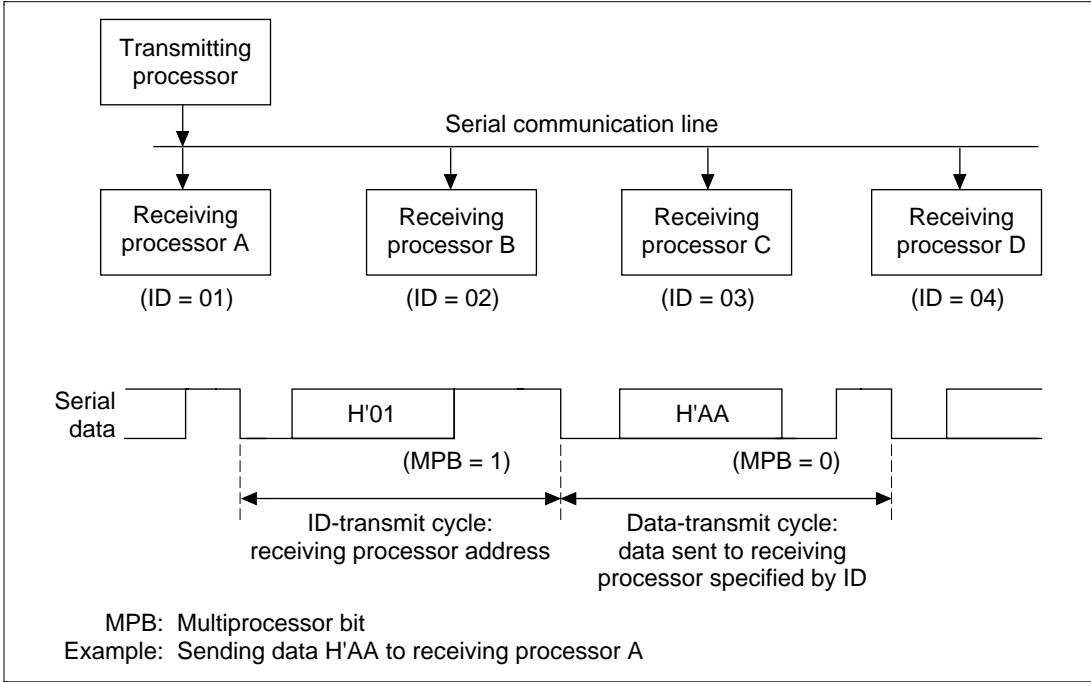 Transmitting
processor
Serial communication line
Receiving
processor A
Receiving
processor B
Receiving
processor C
Receiving
processor D
(ID = 01)
(ID = 02)
(ID = 03)
(ID = 04)
Serial
data
H'01
H'AA
(MPB = 1)
(MPB = 0)
ID-transmit cycle:
receiving processor address
Data-transmit cycle:
data sent to receiving
processor specified by ID
MPB: Multiprocessor bit
Example: Sending data H'AA to receiving processor A